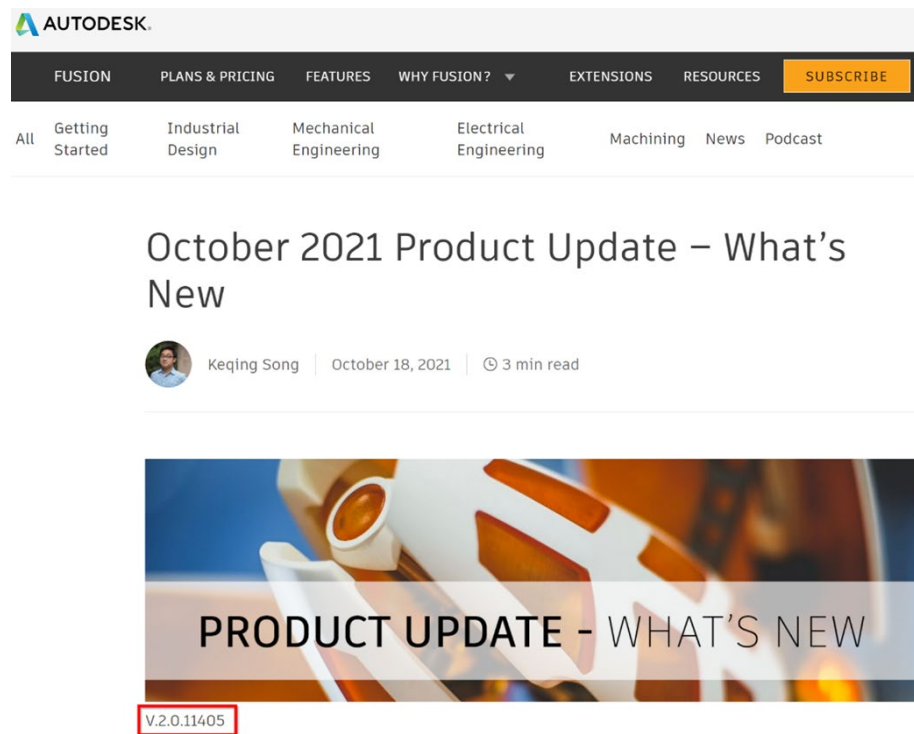 AUTODESK.
FUSION PLANS & PRICING FEATURES WHY FUSION? EXTENSIONS RESOURCES SUBSCRIBE
All Getting Started Industrial Design Mechanical Engineering Electrical Engineering Machining News Podcast
October 2021 Product Update – What's
New
Keqing Song October 18, 2021 3 min read
PRODUCT UPDATE - WHAT'S NEW
V.2.0.11405